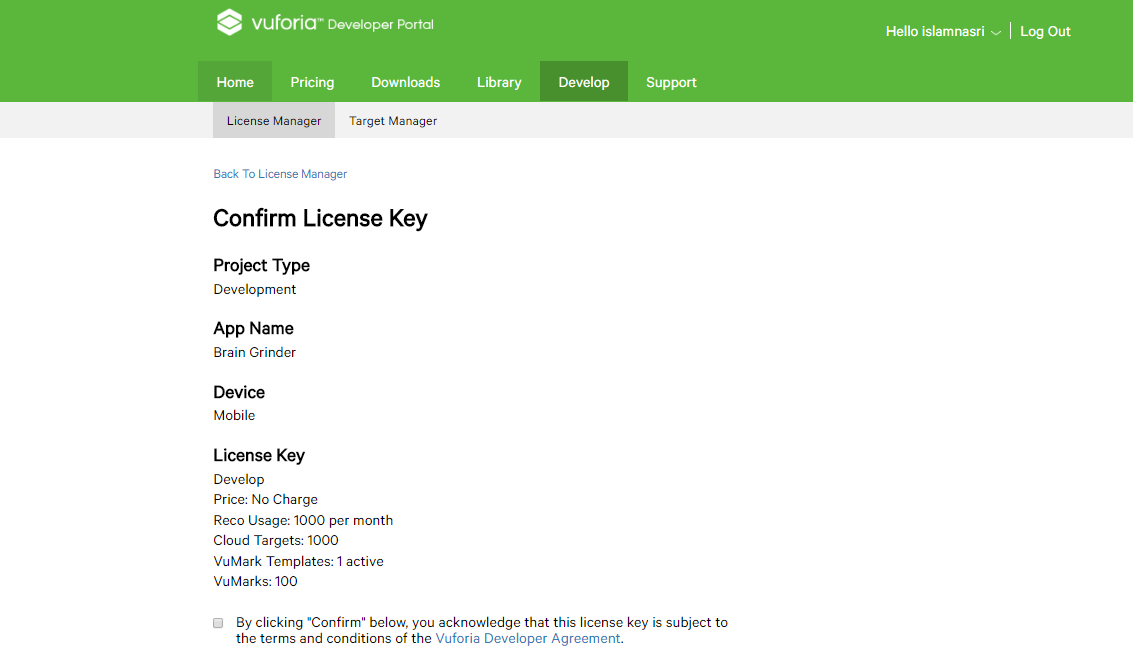 vuforia™ Developer Portal
Hello islamnasri | Log Out
Home Pricing Downloads Library Develop Support
License Manager Target Manager
Back To License Manager
Confirm License Key
Project Type
Development
App Name
Brain Grinder
Device
Mobile
License Key
Develop
Price: No Charge
Reco Usage: 1000 per month
Cloud Targets: 1000
VuMark Templates: 1 active
VuMarks: 100
By clicking "Confirm" below, you acknowledge that this license key is subject to
the terms and conditions of the Vuforia Developer Agreement.